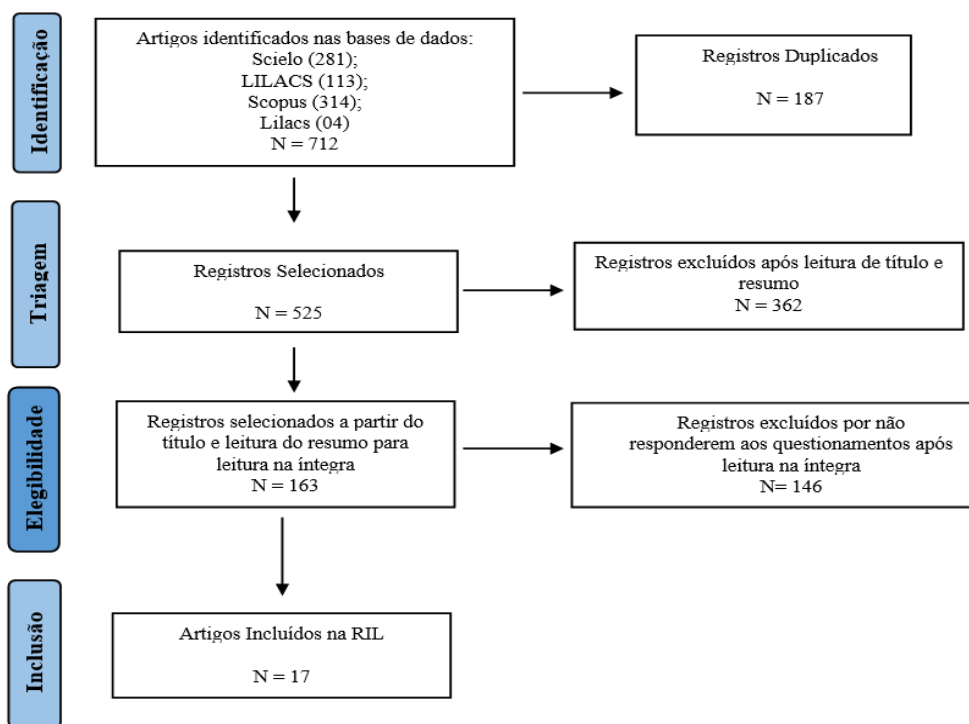 Identificação
Artigos identificados nas bases de dados:
Scielo (281);
LILACS (113);
Scopus (314);
Lilacs (04)
N = 712
Registros Duplicados
N = 187
Triagem
Registros Selecionados
N = 525
Registros excluídos após leitura de título e
resumo
N = 362
Elegibilidade
Registros selecionados a partir do
título e leitura do resumo para
leitura na íntegra
N = 163
Registros excluídos por não
responderem aos questionamentos após
leitura na íntegra
N= 146
Inclusão
Artigos Incluídos na RIL
N = 17